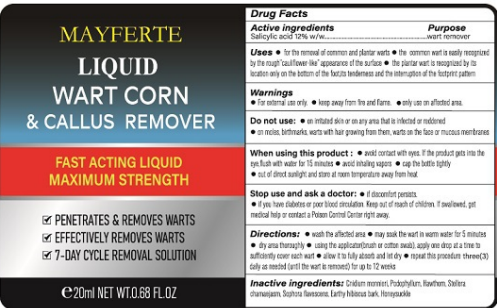 MAYFERTE
LIQUID
WART CORN
& CALLUS REMOVER
FAST ACTING LIQUID
MAXIMUM STRENGTH
PENETRATES & REMOVES WARTS
EFFECTIVELY REMOVES WARTS
7-DAY CYCLE REMOVAL SOLUTION
℮20ml NET WT.0.68 FL.OZ
Drug Facts
Active ingredients Purpose
Salicylic acid 12% w/w........................................wart remover
Uses ● for the removal of common and plantar warts ● the common wart is easily recognized
by the rough"cauliflower-like" appearance of the surface ● the plantar wart is recognized by its
location only on the bottom of the foot,its tenderness and the interruption of the footprint pattern
Warnings
● For external use only. ● keep away from fire and flame. ● only use on affected area.
Do not use: ● on irritated skin or on any area that is infected or reddened
● on moles, birthmarks, warts with hair growing from them, warts on the face or mucous membranes
When using this product : ● avoid contact with eyes. If the product gets into the
eye,flush with water for 15 minutes ● avoid inhaling vapors ● cap the bottle tightly
● out of direct sunlight and store at room temperature away from heat
Stop use and ask a doctor: ● if discomfort persists.
● if you have diabetes or poor blood circulation. Keep out of reach of children. If swallowed, get
medical help or contact a Poison Control Center right away.
Directions: ● wash the affected area ● may soak the wart in warm water for 5 minutes
● dry area thoroughly ● using the applicator(brush or cotton swab), apply one drop at a time to
sufficiently cover each wart ● allow it to fully absorb and let dry ● repeat this procedure three(3)
daily as needed (until the wart is removed) for up to 12 weeks
Inactive ingredients: Cnidium monnieri, Podophyllum, Hawthorn, Stellera
chamaejasm, Sophora flavescens, Earthy hibiscus bark, Honeysuckle